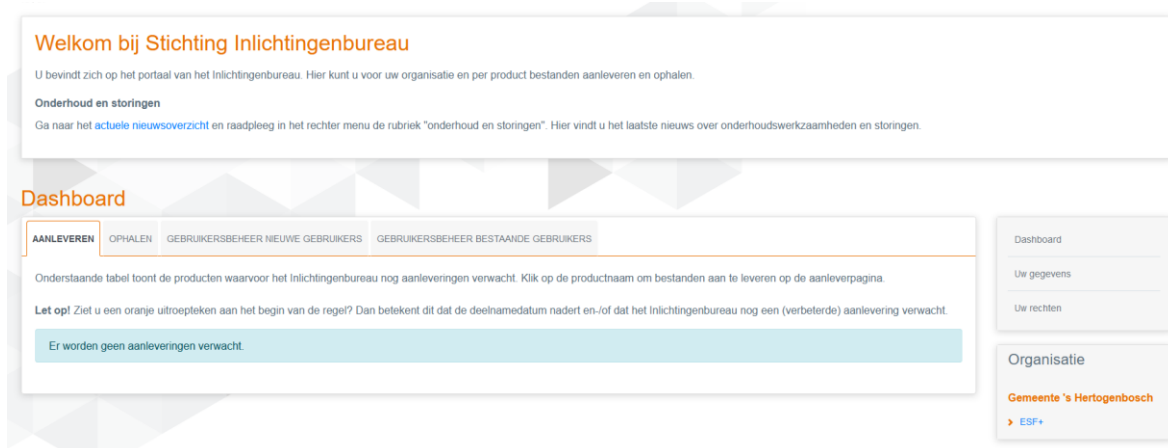 Welkom bij Stichting Inlichtingenbureau
U bevindt zich op het portaal van het Inlichtingenbureau. Hier kunt u voor uw organisatie en per product bestanden aanleveren en ophalen.
Onderhoud en storingen
Ga naar het actuele nieuwsoverzicht en raadpleeg in het rechter menu de rubriek "onderhoud en storingen". Hier vindt u het laatste nieuws over onderhoudswerkzaamheden en storingen.
Dashboard
AANLEVEREN OPHALEN GEBRUIKERSBEHEER NIEUWE GEBRUIKERS GEBRUIKERSBEHEER BESTAANDE GEBRUIKERS
Onderstaande tabel toont de producten waarvoor het Inlichtingenbureau nog aanleveringen verwacht. Klik op de productnaam om bestanden aan te leveren op de aanleverpagina.
Let op! Ziet u een oranje uitroepteken aan het begin van de regel? Dan betekent dit dat de deelnamedatum nadert en-/of dat het Inlichtingenbureau nog een (verbeterde) aanlevering verwacht.
Er worden geen aanleveringen verwacht.
Dashboard
Uw gegevens
Uw rechten
Organisatie
Gemeente 's Hertogenbosch
ESF+